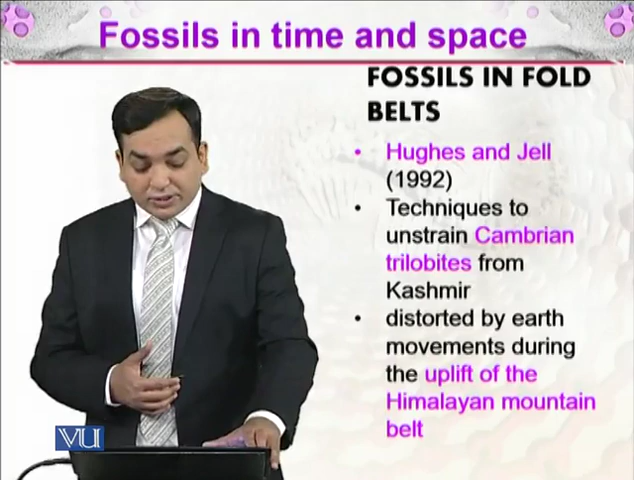 Fossils in time and space
FOSSILS IN FOLD
BELTS
• Hughes and Jell
(1992)
• Techniques to
unstrain Cambrian
trilobites from
Kashmir
• distorted by earth
movements during
the uplift of the
Himalayan mountain
belt
VU